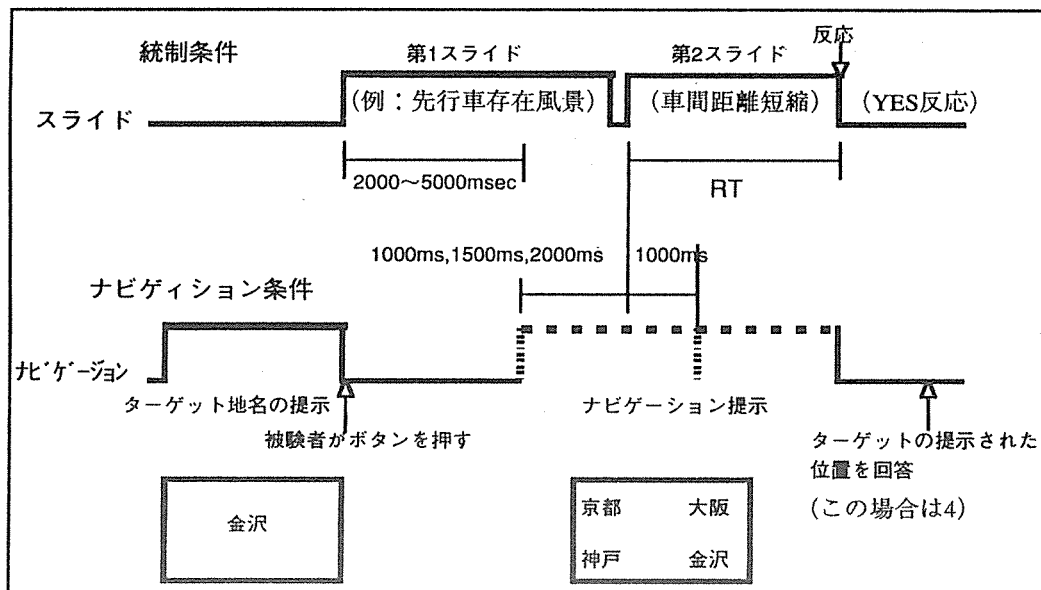 統制条件
第1スライド
第2スライド
反応
スライド
(例：先行車存在風景)
(車間距離短縮)
(YES反応)
2000～5000msec
RT
1000ms,1500ms,2000ms
1000ms
ナビゲィション条件
ナビゲージョン
ターゲット地名の提示
ナビゲーション提示
被験者がボタンを押す
ターゲットの提示された
位置を回答
(この場合は4)
金沢
京都 大阪
神戸 金沢